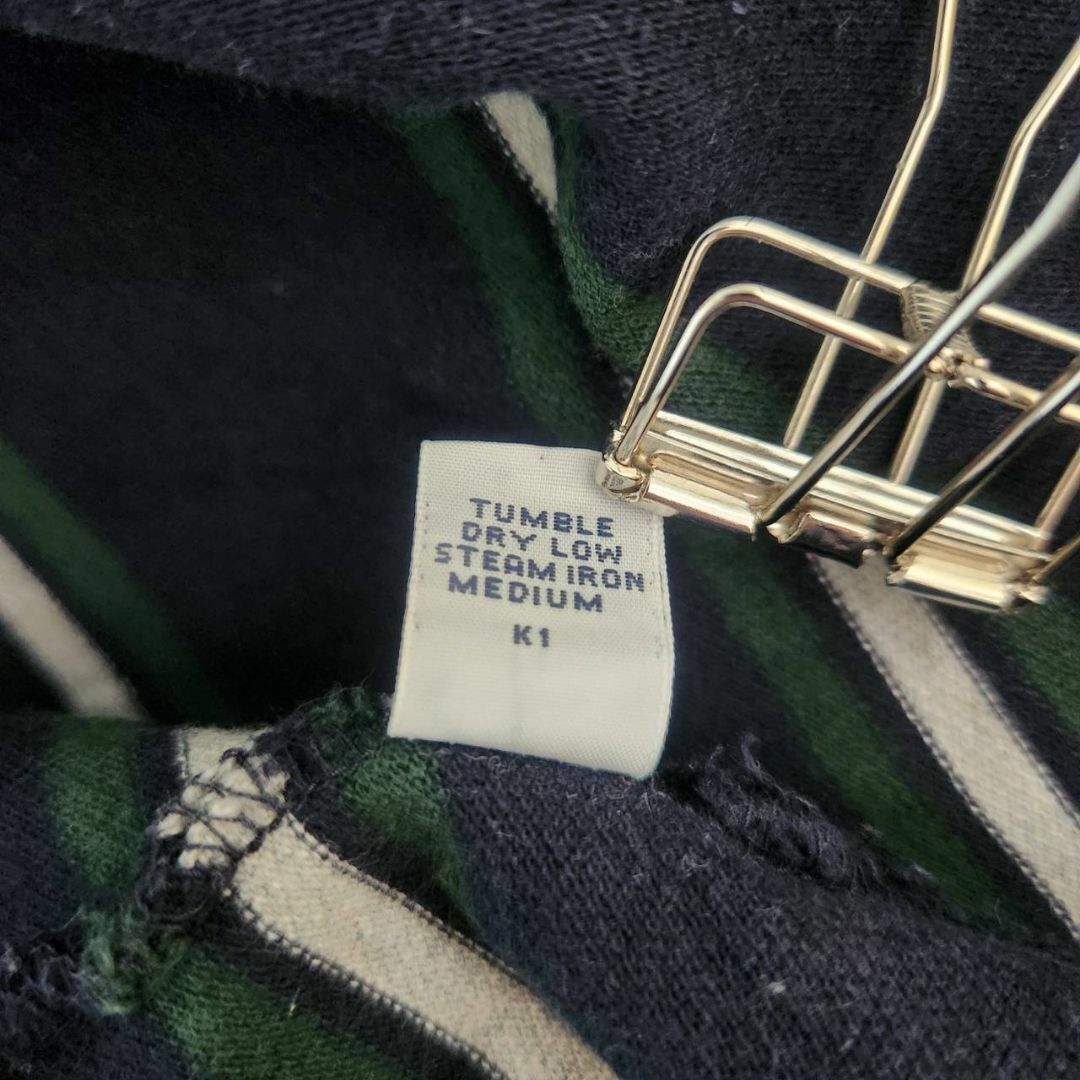 TUMBLE
DRY LOW
STEAM IRON
MEDIUM
K1